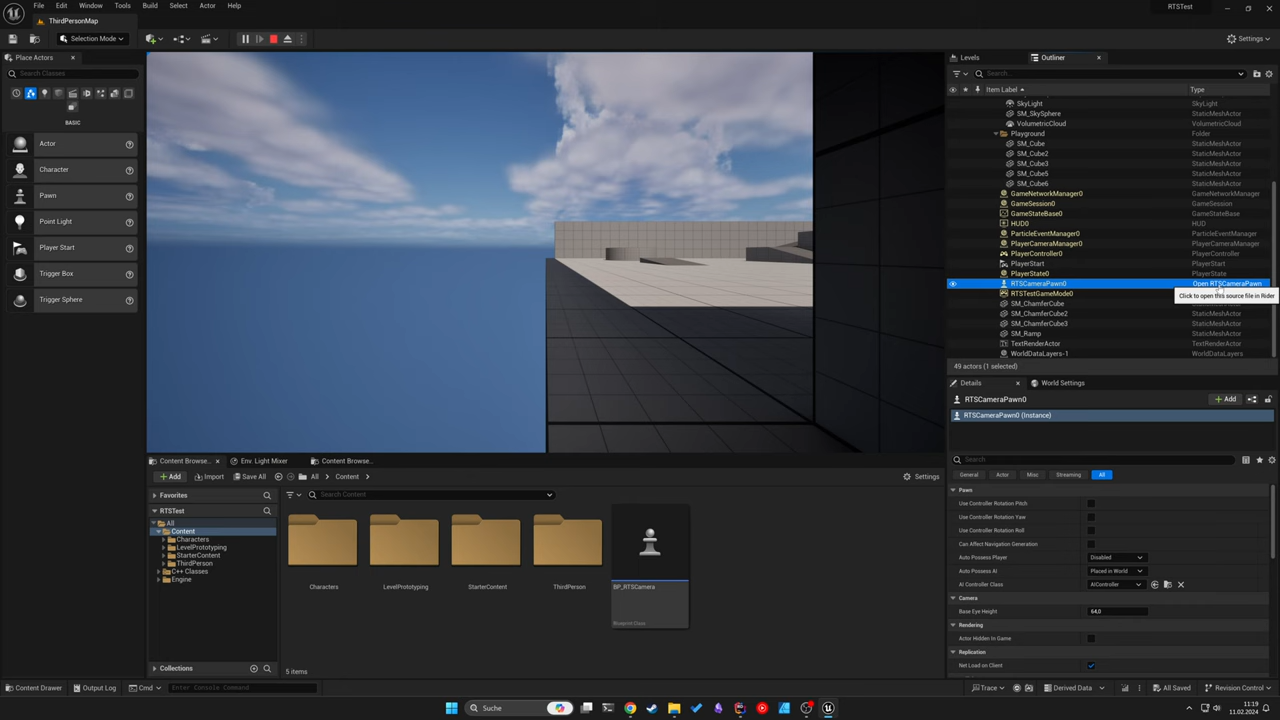 File Edit Window Tools Build Select Actor Help
RTSTest
ThirdPersonMap
Selection Mode
Settings
Place Actors
Search Classes
BASIC
Actor
Character
Pawn
Point Light
Player Start
Trigger Box
Trigger Sphere
Levels
Outliner
Search...
Item Label
Type
SkyLight SkyLight
SM_SkySphere StaticMeshActor
VolumetricCloud VolumetricCloud
Playground Folder
SM_Cube StaticMeshActor
SM_Cube2 StaticMeshActor
SM_Cube3 StaticMeshActor
SM_Cube5 StaticMeshActor
SM_Cube6 StaticMeshActor
GameNetworkManager0 GameNetworkManager
GameSession0 GameSession
GameStateBase0 GameStateBase
HUD0 HUD
ParticleEventManager0 ParticleEventManager
PlayerCameraManager0 PlayerCameraManager
PlayerController0 PlayerController
PlayerStart PlayerStart
PlayerState0 PlayerState
RTSCameraPawn0 Open RTSCameraPawn
RTSTestGameMode0
Click to open this source file in Rider
SM_ChamferCube StaticMeshActor
SM_ChamferCube2 StaticMeshActor
SM_ChamferCube3 StaticMeshActor
SM_Ramp StaticMeshActor
TextRenderActor TextRenderActor
WorldDataLayers-1 WorldDataLayers
49 actors (1 selected)
Details
World Settings
RTSCameraPawn0
Add
RTSCameraPawn0 (Instance)
Search
General Actor Misc Streaming All
Pawn
Use Controller Rotation Pitch
Use Controller Rotation Yaw
Use Controller Rotation Roll
Can Affect Navigation Generation
Auto Possess Player Disabled
Auto Possess AI Placed in World
AI Controller Class AIController
Camera
Base Eye Height 64,0
Rendering
Actor Hidden In Game
Replication
Net Load on Client
Content Browse...
Env. Light Mixer
Content Browse...
Add Import Save All All Content
Settings
Favorites
Search Content
RTSTest
All
Content
Characters
LevelPrototyping
StarterContent
ThirdPerson
C++ Classes
Engine
Collections
Characters
LevelPrototyping
StarterContent
ThirdPerson
BP_RTSCamera
Blueprint Class
5 items
Content Drawer Output Log Cmd Enter Console Command
Trace Derived Data All Saved Revision Control
Suche
11:19
11.02.2024